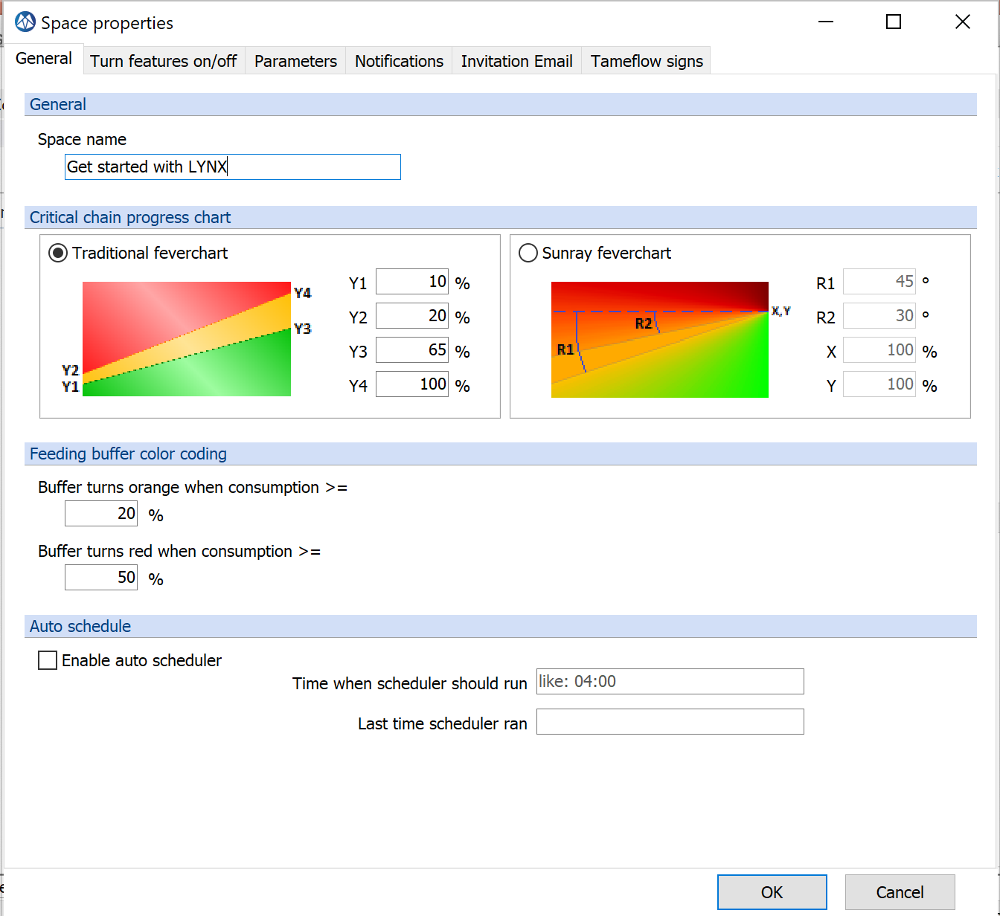 Space properties
General Turn features on/off Parameters Notifications Invitation Email Tameflow signs
General
Space name
Get started with LYNX
Critical chain progress chart
Traditional feverchart
Y4
Y3
Y2
Y1
Y1 10 %
Y2 20 %
Y3 65 %
Y4 100 %
Sunray feverchart
X,Y
R2
R1
R1 45 °
R2 30 °
X 100 %
Y 100 %
Feeding buffer color coding
Buffer turns orange when consumption >=
20 %
Buffer turns red when consumption >=
50 %
Auto schedule
Enable auto scheduler
Time when scheduler should run like: 04:00
Last time scheduler ran
OK Cancel